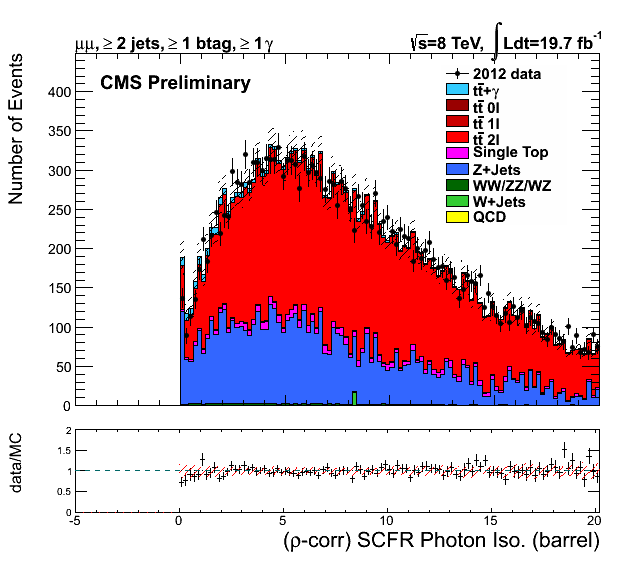 μμ, ≥ 2 jets, ≥ 1 btag, ≥ 1 γ
√s=8 TeV, ∫ Ldt=19.7 fb⁻¹
CMS Preliminary
2012 data
tt̄+γ
tt̄ 0l
tt̄ 1l
tt̄ 2l
Single Top
Z+Jets
WW/ZZ/WZ
W+Jets
QCD
Number of Events
400
350
300
250
200
150
100
50
0
data/MC
2
1.5
1
0.5
0
-5 0 5 10 15 20
(ρ-corr) SCFR Photon Iso. (barrel)